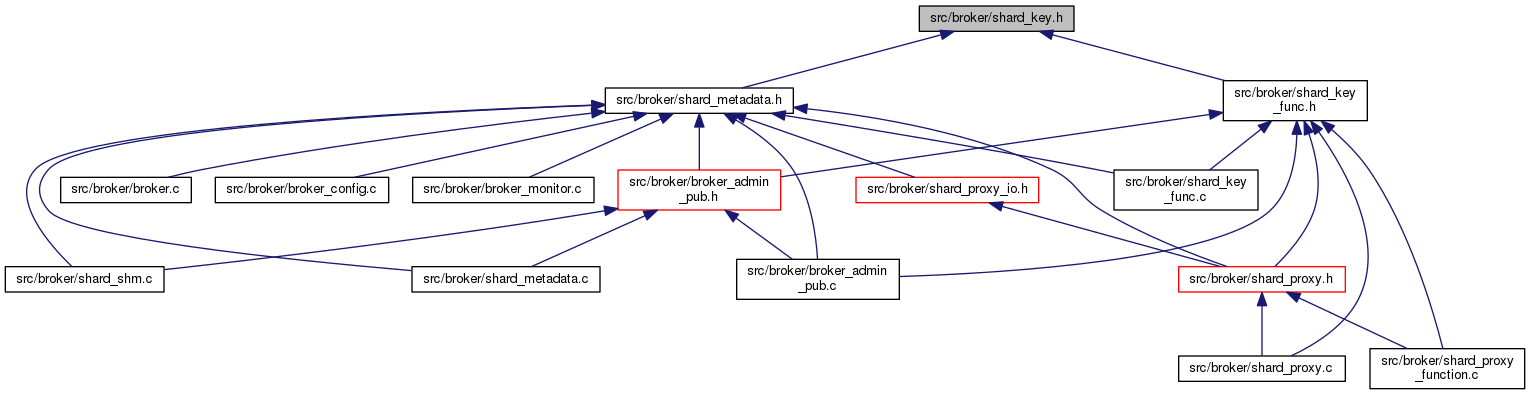 src/broker/shard_key.h
src/broker/shard_metadata.h
src/broker/shard_key
_func.h
src/broker/broker.c
src/broker/broker_config.c
src/broker/broker_monitor.c
src/broker/broker_admin
_pub.h
src/broker/shard_proxy_io.h
src/broker/shard_key
_func.c
src/broker/shard_shm.c
src/broker/shard_metadata.c
src/broker/broker_admin
_pub.c
src/broker/shard_proxy.h
src/broker/shard_proxy.c
src/broker/shard_proxy
_function.c